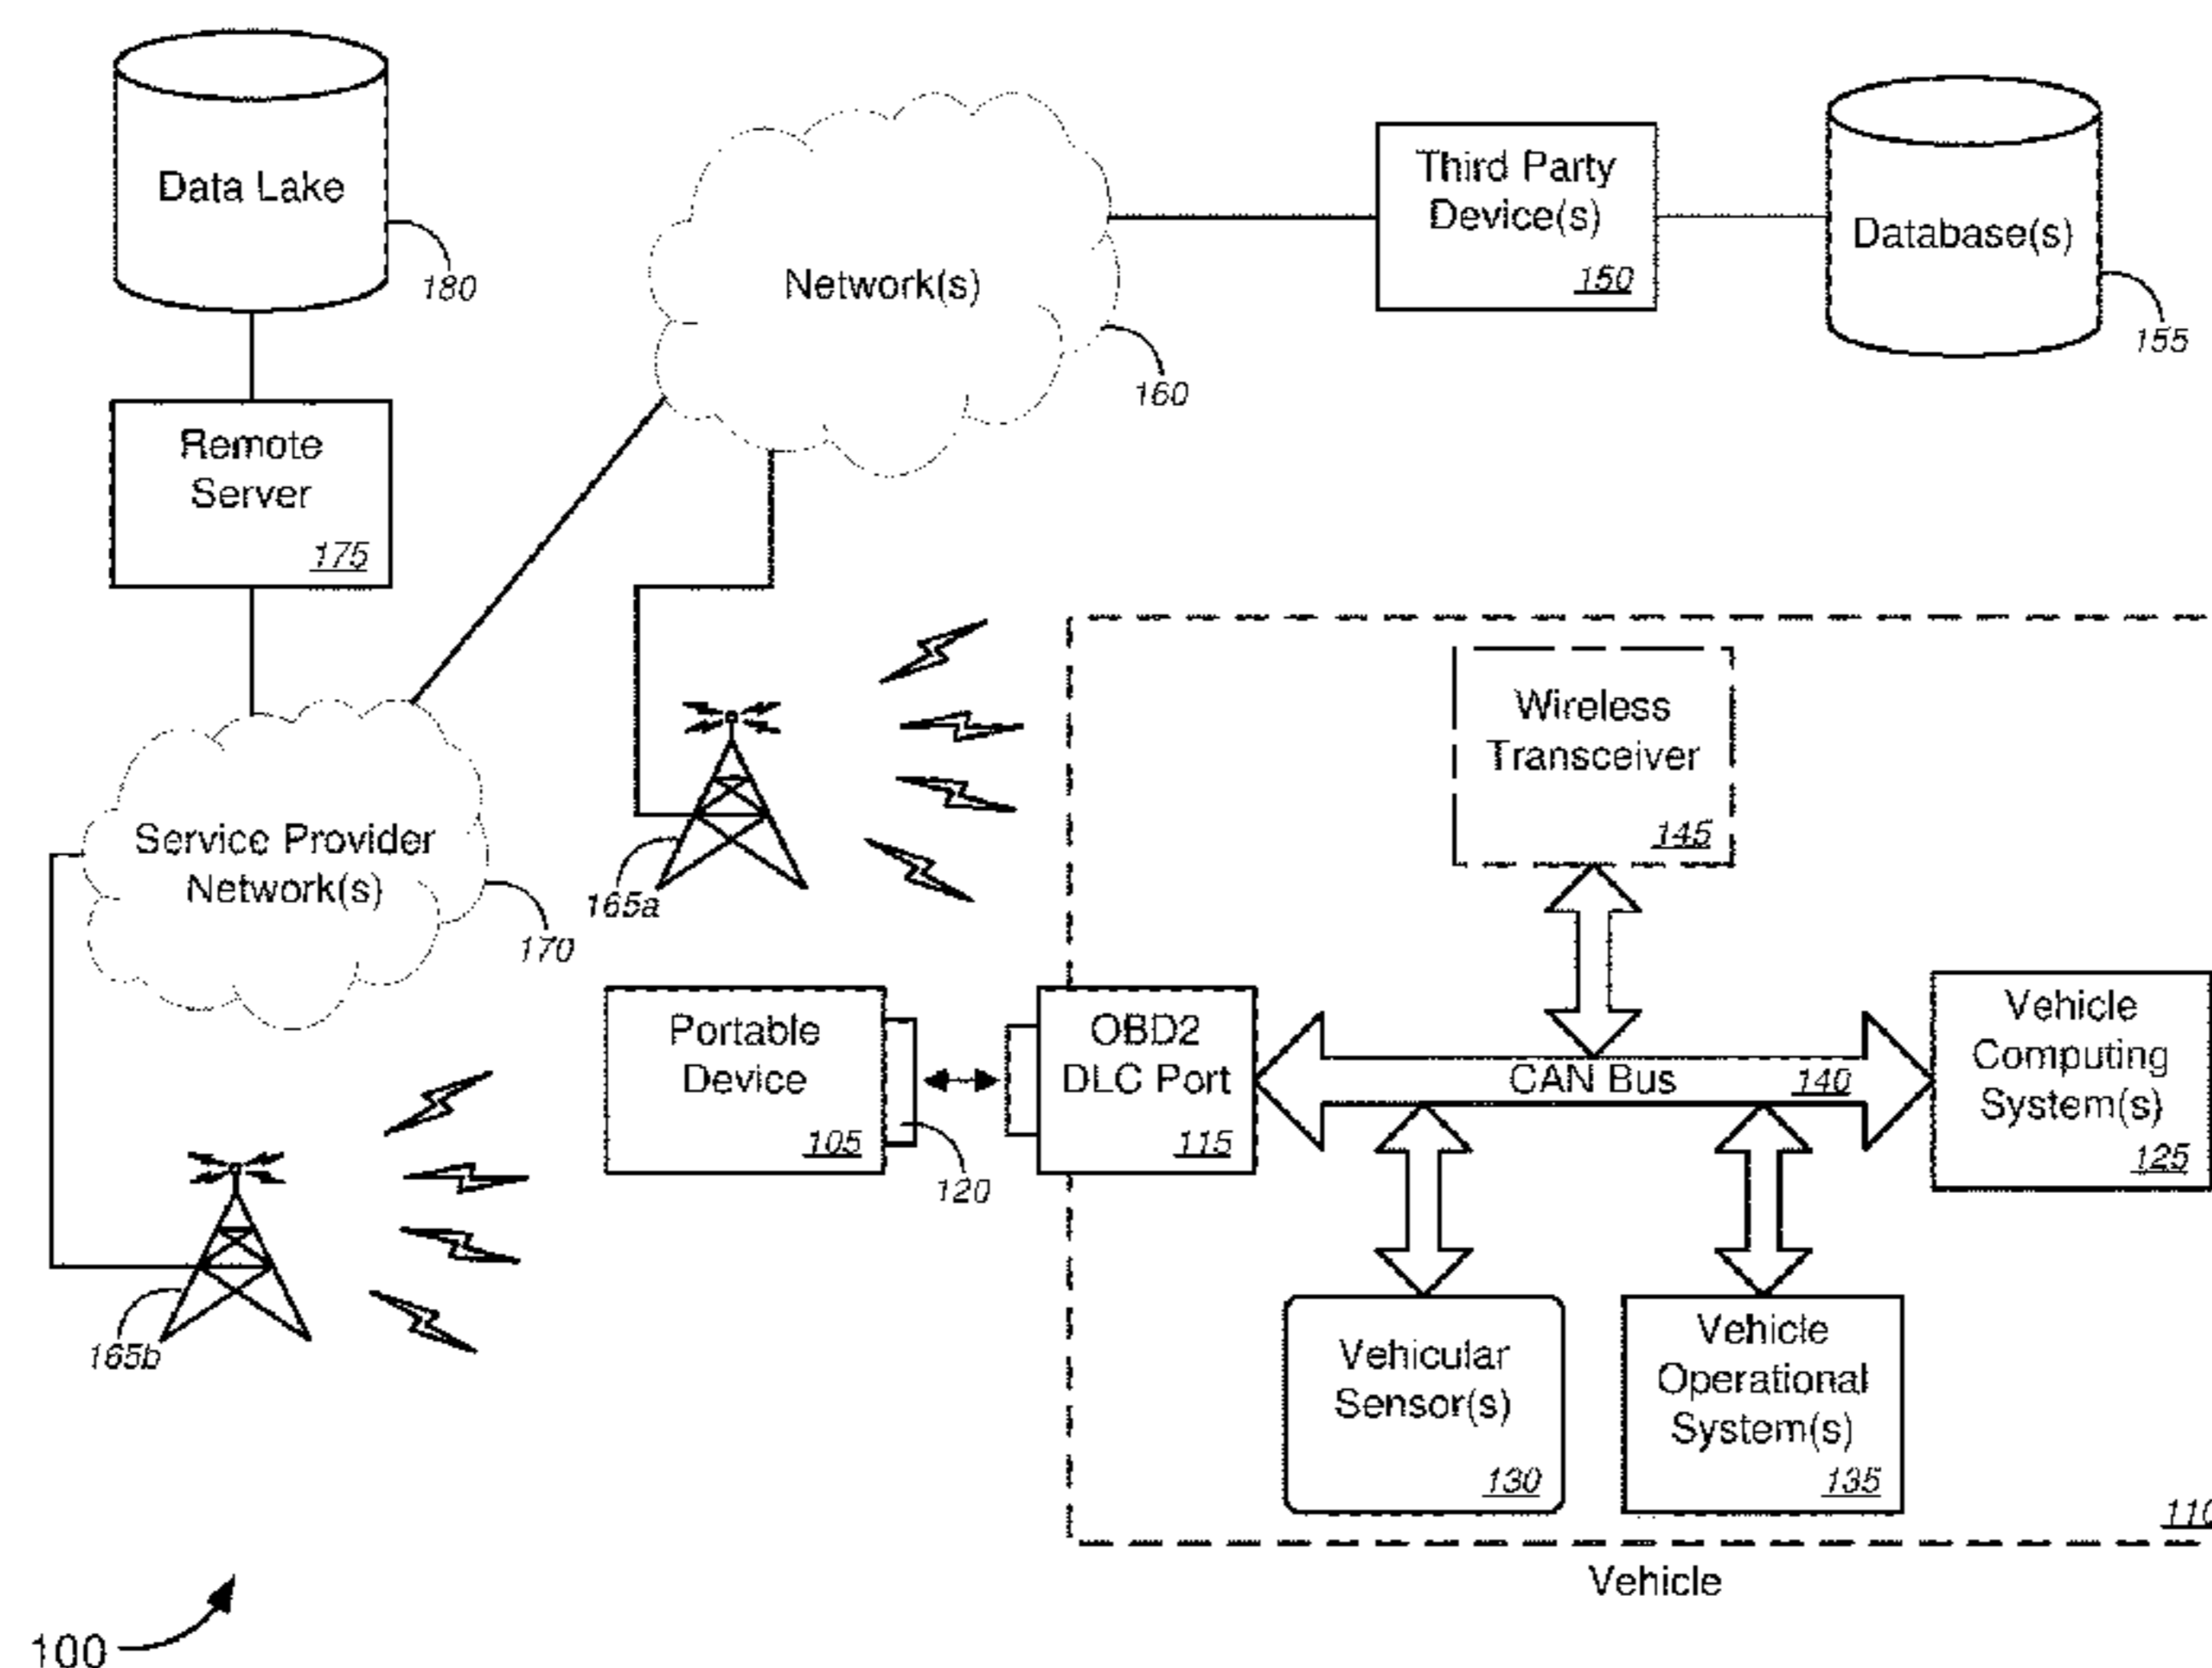 Data Lake
180
Network(s)
160
Third Party
Device(s)
150
Database(s)
155
Remote
Server
175
Service Provider
Network(s)
170
165a
165b
Wireless
Transceiver
145
Portable
Device
105
120
OBD2
DLC Port
115
CAN Bus 140
Vehicle
Computing
System(s)
125
Vehicular
Sensor(s)
130
Vehicle
Operational
System(s)
135
110
Vehicle
100